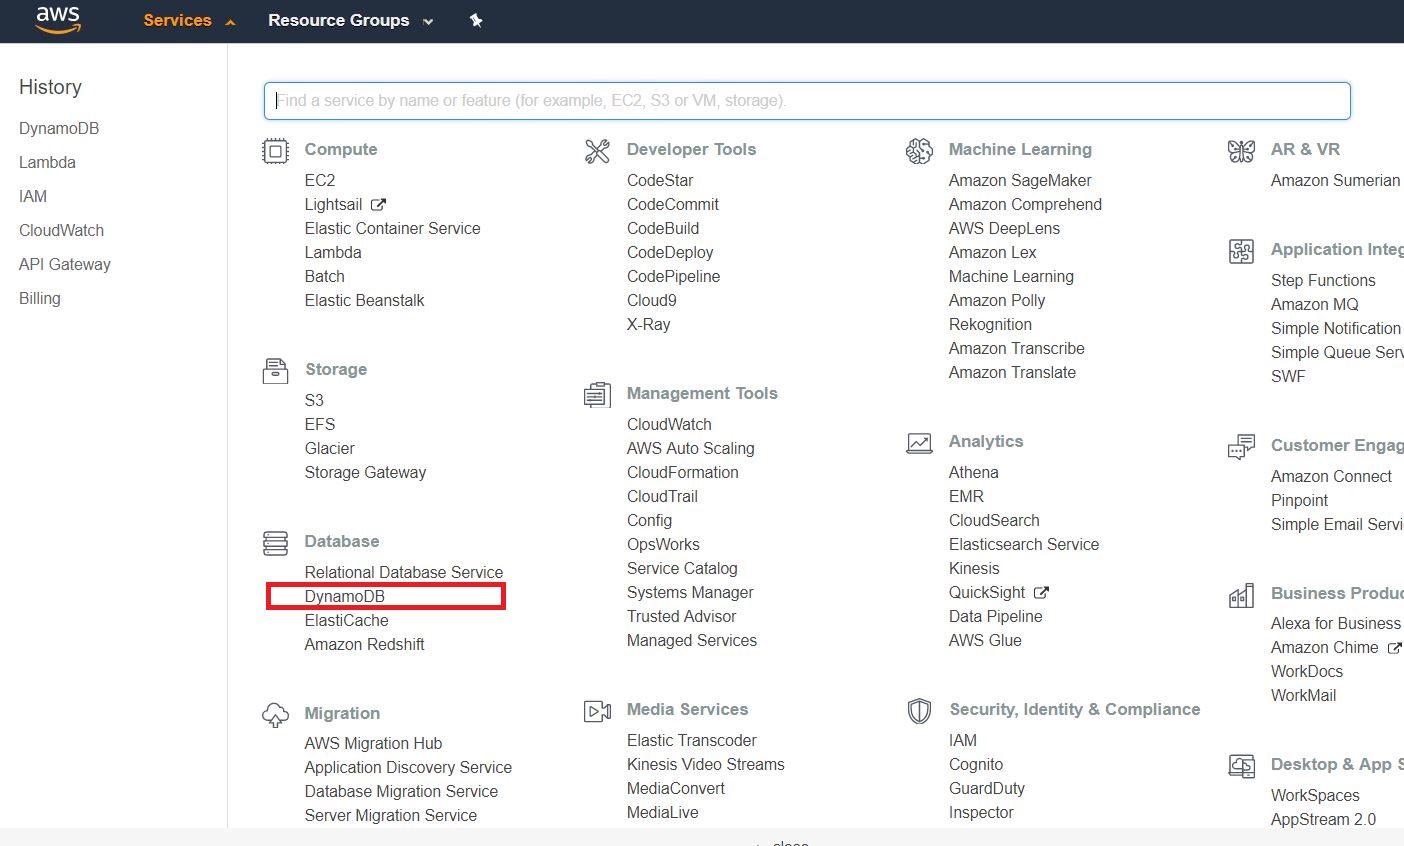 aws Services Resource Groups
History
DynamoDB
Lambda
IAM
CloudWatch
API Gateway
Billing
Find a service by name or feature (for example, EC2, S3 or VM, storage).
Compute
EC2
Lightsail
Elastic Container Service
Lambda
Batch
Elastic Beanstalk
Storage
S3
EFS
Glacier
Storage Gateway
Database
Relational Database Service
DynamoDB
ElastiCache
Amazon Redshift
Migration
AWS Migration Hub
Application Discovery Service
Database Migration Service
Server Migration Service
Developer Tools
CodeStar
CodeCommit
CodeBuild
CodeDeploy
CodePipeline
Cloud9
X-Ray
Management Tools
CloudWatch
AWS Auto Scaling
CloudFormation
CloudTrail
Config
OpsWorks
Service Catalog
Systems Manager
Trusted Advisor
Managed Services
Media Services
Elastic Transcoder
Kinesis Video Streams
MediaConvert
MediaLive
Machine Learning
Amazon SageMaker
Amazon Comprehend
AWS DeepLens
Amazon Lex
Machine Learning
Amazon Polly
Rekognition
Amazon Transcribe
Amazon Translate
Analytics
Athena
EMR
CloudSearch
Elasticsearch Service
Kinesis
QuickSight
Data Pipeline
AWS Glue
Security, Identity & Compliance
IAM
Cognito
GuardDuty
Inspector
AR & VR
Amazon Sumerian
Application Integ
Step Functions
Amazon MQ
Simple Notification
Simple Queue Serv
SWF
Customer Engag
Amazon Connect
Pinpoint
Simple Email Servi
Business Produc
Alexa for Business
Amazon Chime
WorkDocs
WorkMail
Desktop & App S
WorkSpaces
AppStream 2.0